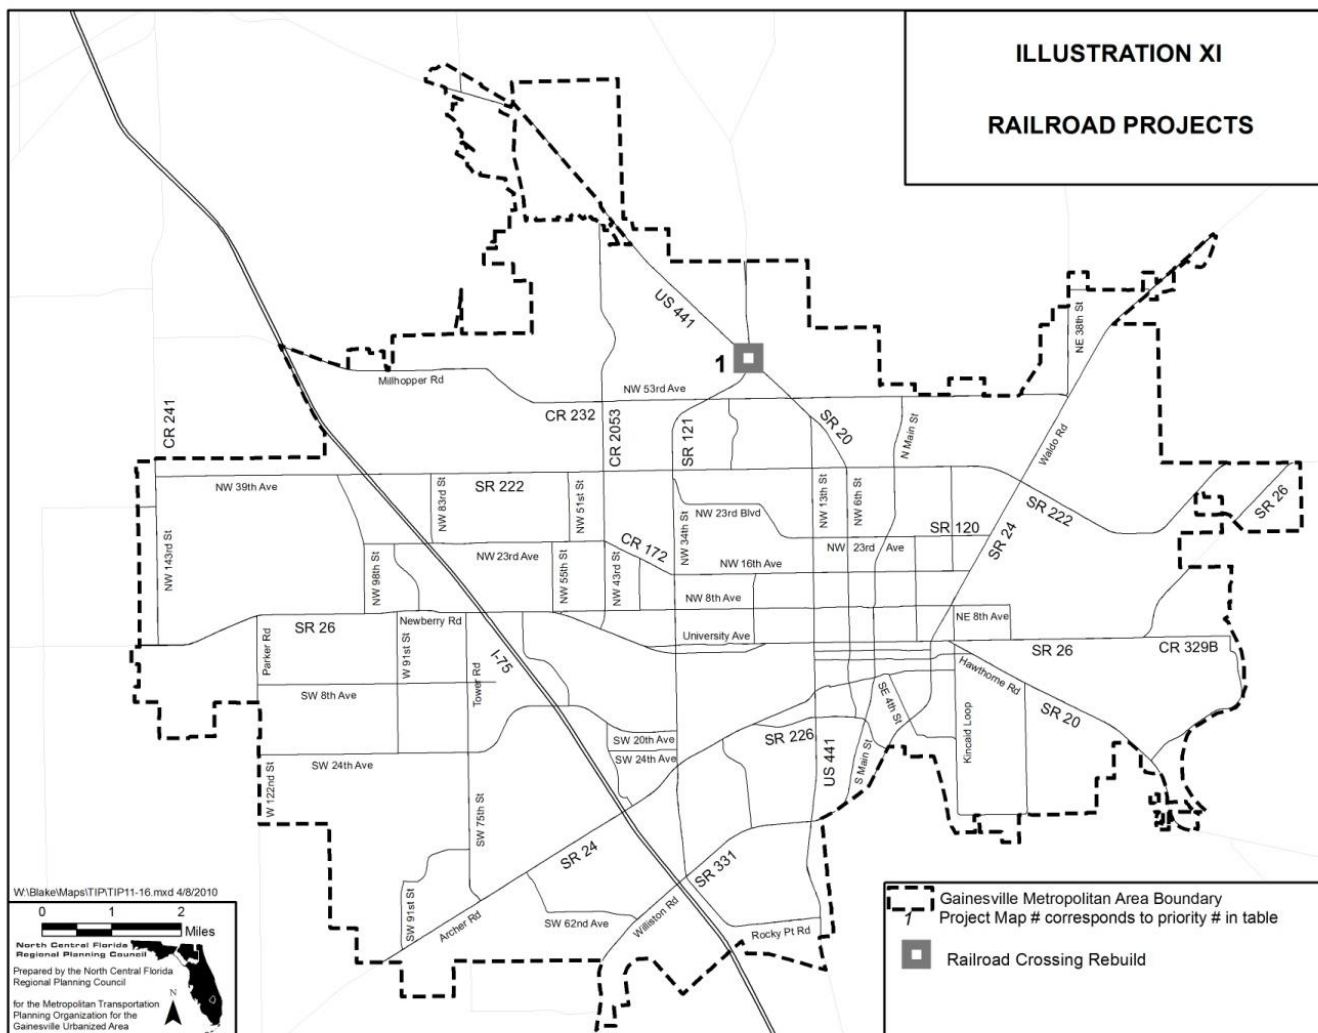 ILLUSTRATION XI
RAILROAD PROJECTS
US 441
NE 38th St
1
Millhopper Rd
NW 53rd Ave
CR 241
CR 232
CR 2053
SR 121
SR 20
N Main St
Waldo Rd
NW 39th Ave
NW 83rd St
SR 222
NW 51st St
NW 13th St
NW 6th St
SR 26
NW 23rd Blvd
SR 120
SR 222
NW 143rd St
NW 98th St
NW 23rd Ave
NW 55th St
NW 43rd St
CR 172
NW 34th St
NW 23rd Ave
SR 24
NW 16th Ave
NW 8th Ave
NE 8th Ave
Parker Rd
SR 26
Newberry Rd
University Ave
SR 26
CR 329B
W 91st St
Tower Rd
I-75
Hawthorne Rd
SW 8th Ave
SE 4th St
SR 20
SW 20th Ave
SR 226
SW 24th Ave
SW 24th Ave
W 122nd St
SW 75th St
US 441
S Main St
Kincaid Loop
SR 24
SR 331
SW 91st St
Archer Rd
SW 62nd Ave
Williston Rd
Rocky Pt Rd
W:\Blake\Maps\TIP\TIP11-16.mxd 4/8/2010
0 1 2
Miles
North Central Florida
Regional Planning Council
Prepared by the North Central Florida
Regional Planning Council
N
for the Metropolitan Transportation
Planning Organization for the
Gainesville Urbanized Area
Gainesville Metropolitan Area Boundary
1 Project Map # corresponds to priority # in table
Railroad Crossing Rebuild